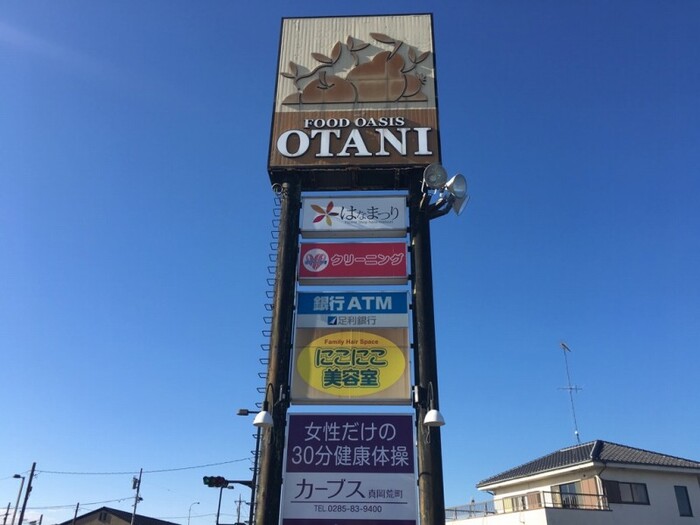 FOOD OASIS
OTANI
はなまつり
クリーニング
銀行ATM
足利銀行
Family Hair Space
にこにこ
美容室
女性だけの
30分健康体操
カーブス 真岡荒町
TEL 0285-83-9400